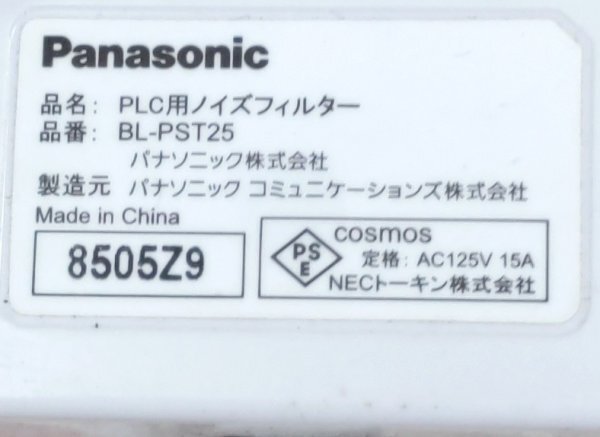 Panasonic
品名: PLC用ノイズフィルター
品番: BL-PST25
パナソニック株式会社
製造元 パナソニック コミュニケーションズ株式会社
Made in China
8505Z9
PS
E
cosmos
定格: AC125V 15A
NECトーキン株式会社